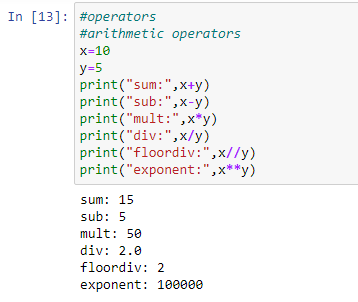 In [13]: #operators
#arithmetic operators
x=10
y=5
print("sum:",x+y)
print("sub:",x-y)
print("mult:",x*y)
print("div:",x/y)
print("floordiv:",x//y)
print("exponent:",x**y)
sum: 15
sub: 5
mult: 50
div: 2.0
floordiv: 2
exponent: 100000